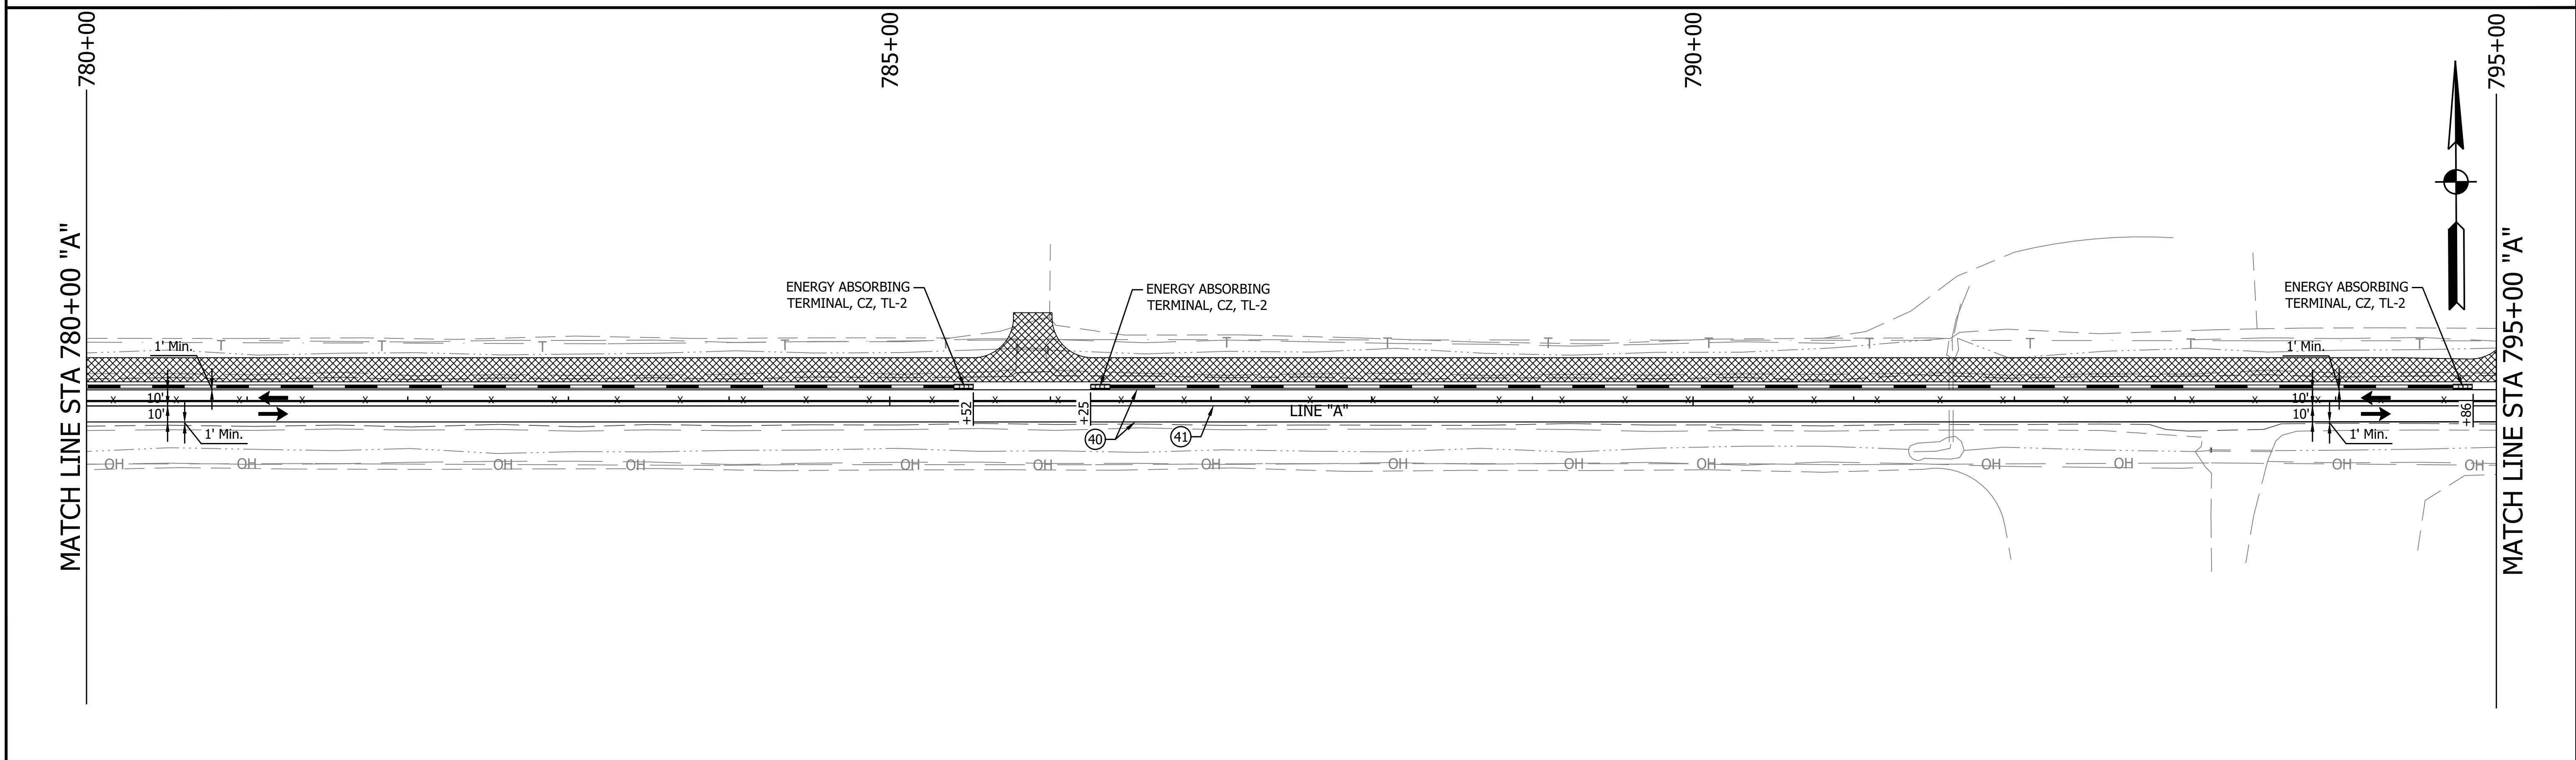 780+00
785+00
790+00
795+00
MATCH LINE STA 780+00 "A"
MATCH LINE STA 795+00 "A"
ENERGY ABSORBING
TERMINAL, CZ, TL-2
ENERGY ABSORBING
TERMINAL, CZ, TL-2
ENERGY ABSORBING
TERMINAL, CZ, TL-2
T T T T T T T T T T T T T T
1' Min.
1' Min.
10'
10'
1' Min.
x x x x x x x x x x x x x x x x x x x x x x x x x x x x x x x x x x x x x x
+52
+25
40
41
LINE "A"
10'
10'
1' Min.
+86
OH OH OH OH OH OH OH OH OH OH OH OH OH OH